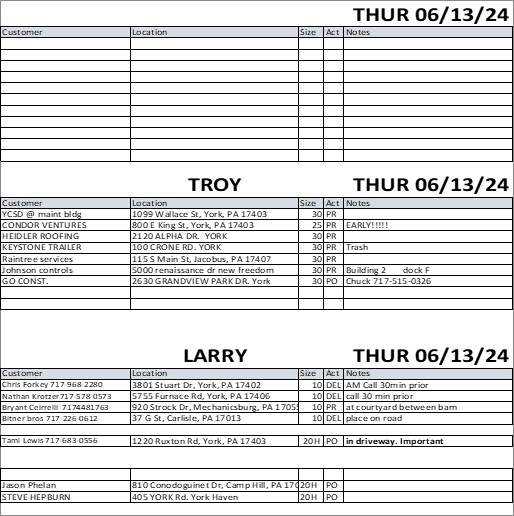 THUR 06/13/24
Customer Location Size Act Notes
TROY THUR 06/13/24
Customer Location Size Act Notes
YCSD @ maint bldg 1099 Wallace St, York, PA 17403 30 PR
CONDOR VENTURES 800 E King St, York, PA 17403 25 PR EARLY!!!!!
HEIDLER ROOFING 2120 ALPHA DR. YORK 30 PR
KEYSTONE TRAILER 100 CRONE RD. YORK 30 PR Trash
Raintree services 115 S Main St, Jacobus, PA 17407 30 PR
Johnson controls 5000 renaissance dr new freedom 30 PR Building 2 dock F
GO CONST. 2630 GRANDVIEW PARK DR. York 30 PO Chuck 717-515-0326
LARRY THUR 06/13/24
Customer Location Size Act Notes
Chris Forkey 717-968-2280 3801 Stuart Dr, York, PA 17402 10 DEL AM Call 30min prior
Nathan Krotzer 717-578-0573 5755 Furnace Rd, York, PA 17406 10 DEL call 30 min prior
Bryant Ceirrelli 7174481763 920 Strock Dr, Mechanicsburg, PA 17055 10 PR at courtyard between barn
Bitner bros 717-226-0612 37 G St, Carlisle, PA 17013 10 DEL place on road
Tami Lewis 717-683-0556 1220 Ruxton Rd, York, PA 17403 20H PO in driveway. Important
Jason Phelan 810 Conodoguinet Dr, Camp Hill, PA 170 20H PO
STEVE HEPBURN 405 YORK Rd. York Haven 20H PO